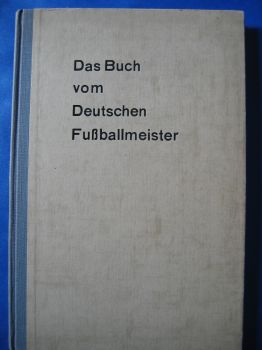 Das Buch
vom
Deutschen
Fußballmeister